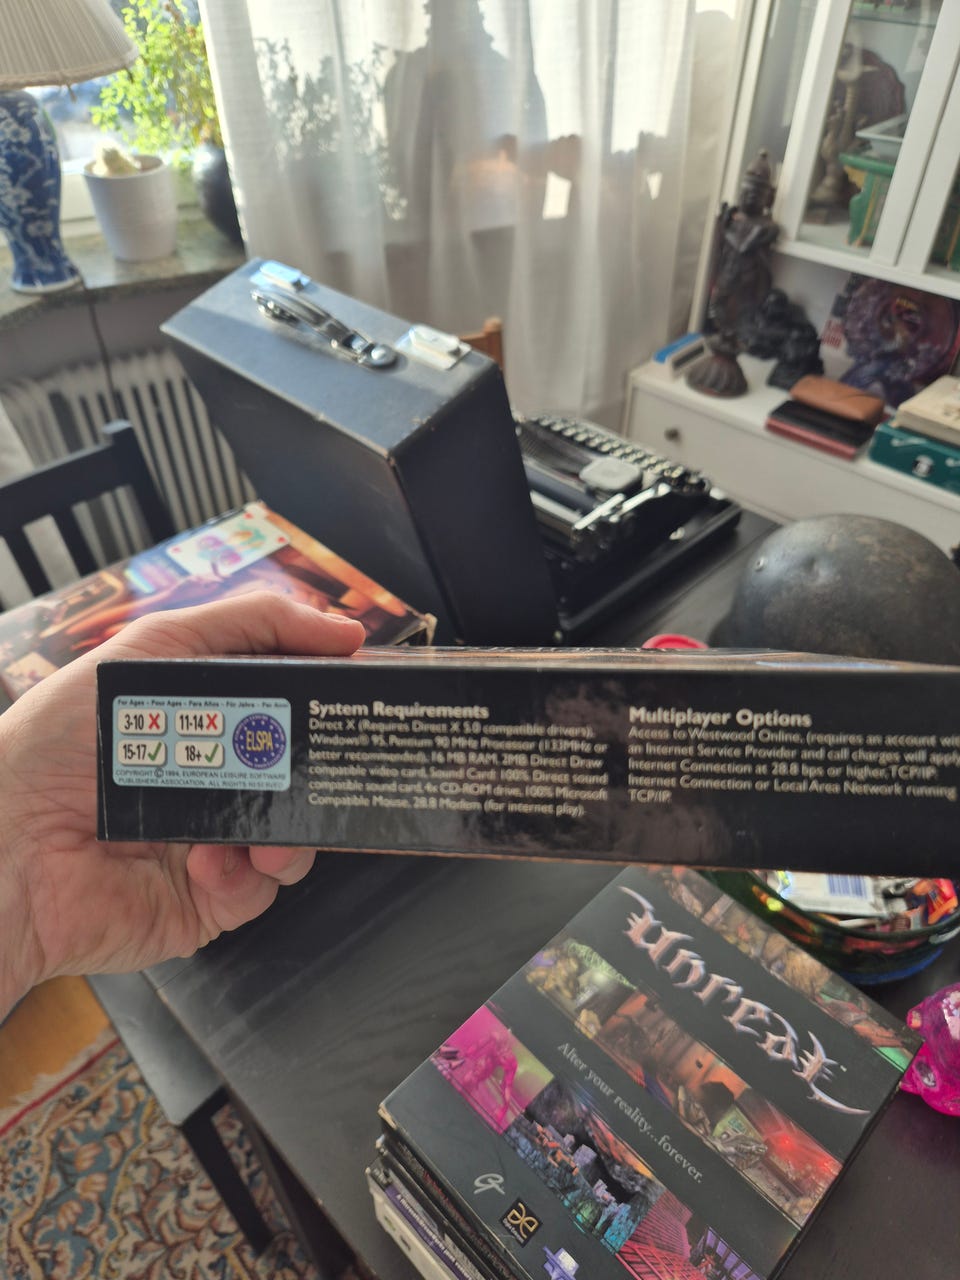 For Ages - Pour Ages - Para Años - Für Jahre - Per Anni
3-10 11-14
15-17 18+
ELSPA
COPYRIGHT © 1994, EUROPEAN LEISURE SOFTWARE
PUBLISHERS ASSOCIATION. ALL RIGHTS RESERVED
System Requirements
Direct X (Requires Direct X 5.0 compatible drivers).
Windows® 95, Pentium® 90 MHz Processor (133MHz or
better recommended), 16 MB RAM, 2MB Direct Draw
compatible video card, Sound Card: 100% Direct sound
compatible sound card, 4x CD-ROM drive, 100% Microsoft
Compatible Mouse, 28.8 Modem (for internet play).
Multiplayer Options
Access to Westwood Online, (requires an account wi
an Internet Service Provider and call charges will apply
Internet Connection at 28.8 bps or higher, TCP/IP.
Internet Connection or Local Area Network running
TCP/IP.
Unreal
Alter your reality...forever.
GT